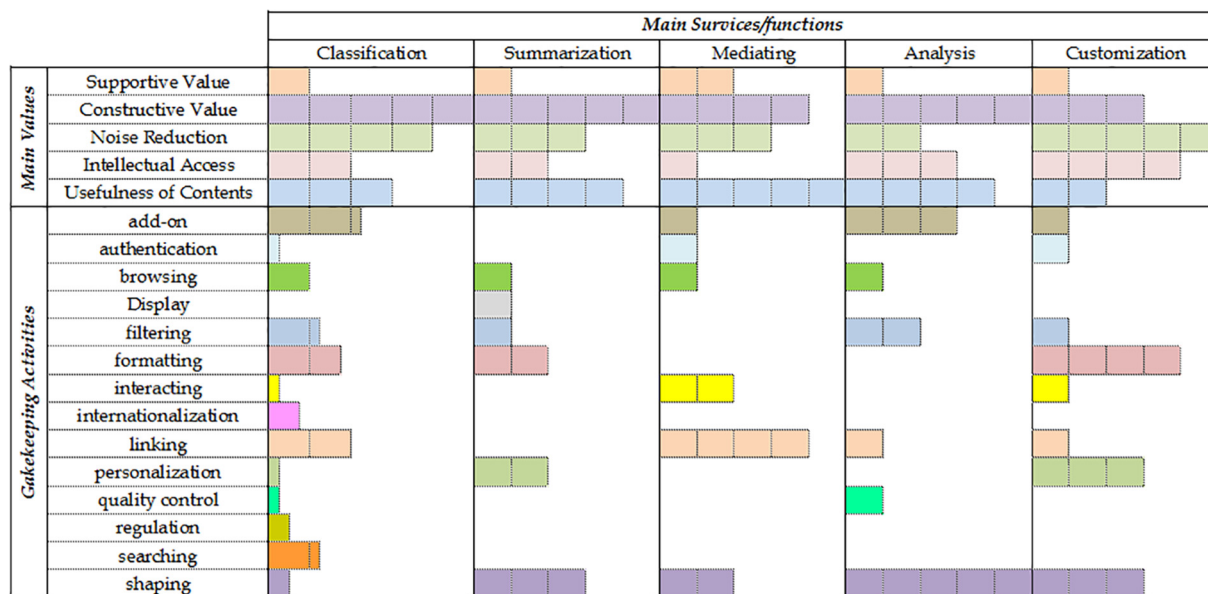 Main Survices/functions
Classification Summarization Mediating Analysis Customization
Main Values
Supportive Value
Constructive Value
Noise Reduction
Intellectual Access
Usefulness of Contents
Gakekeeping Activities
add-on
authentication
browsing
Display
filtering
formatting
interacting
internationalization
linking
personalization
quality control
regulation
searching
shaping